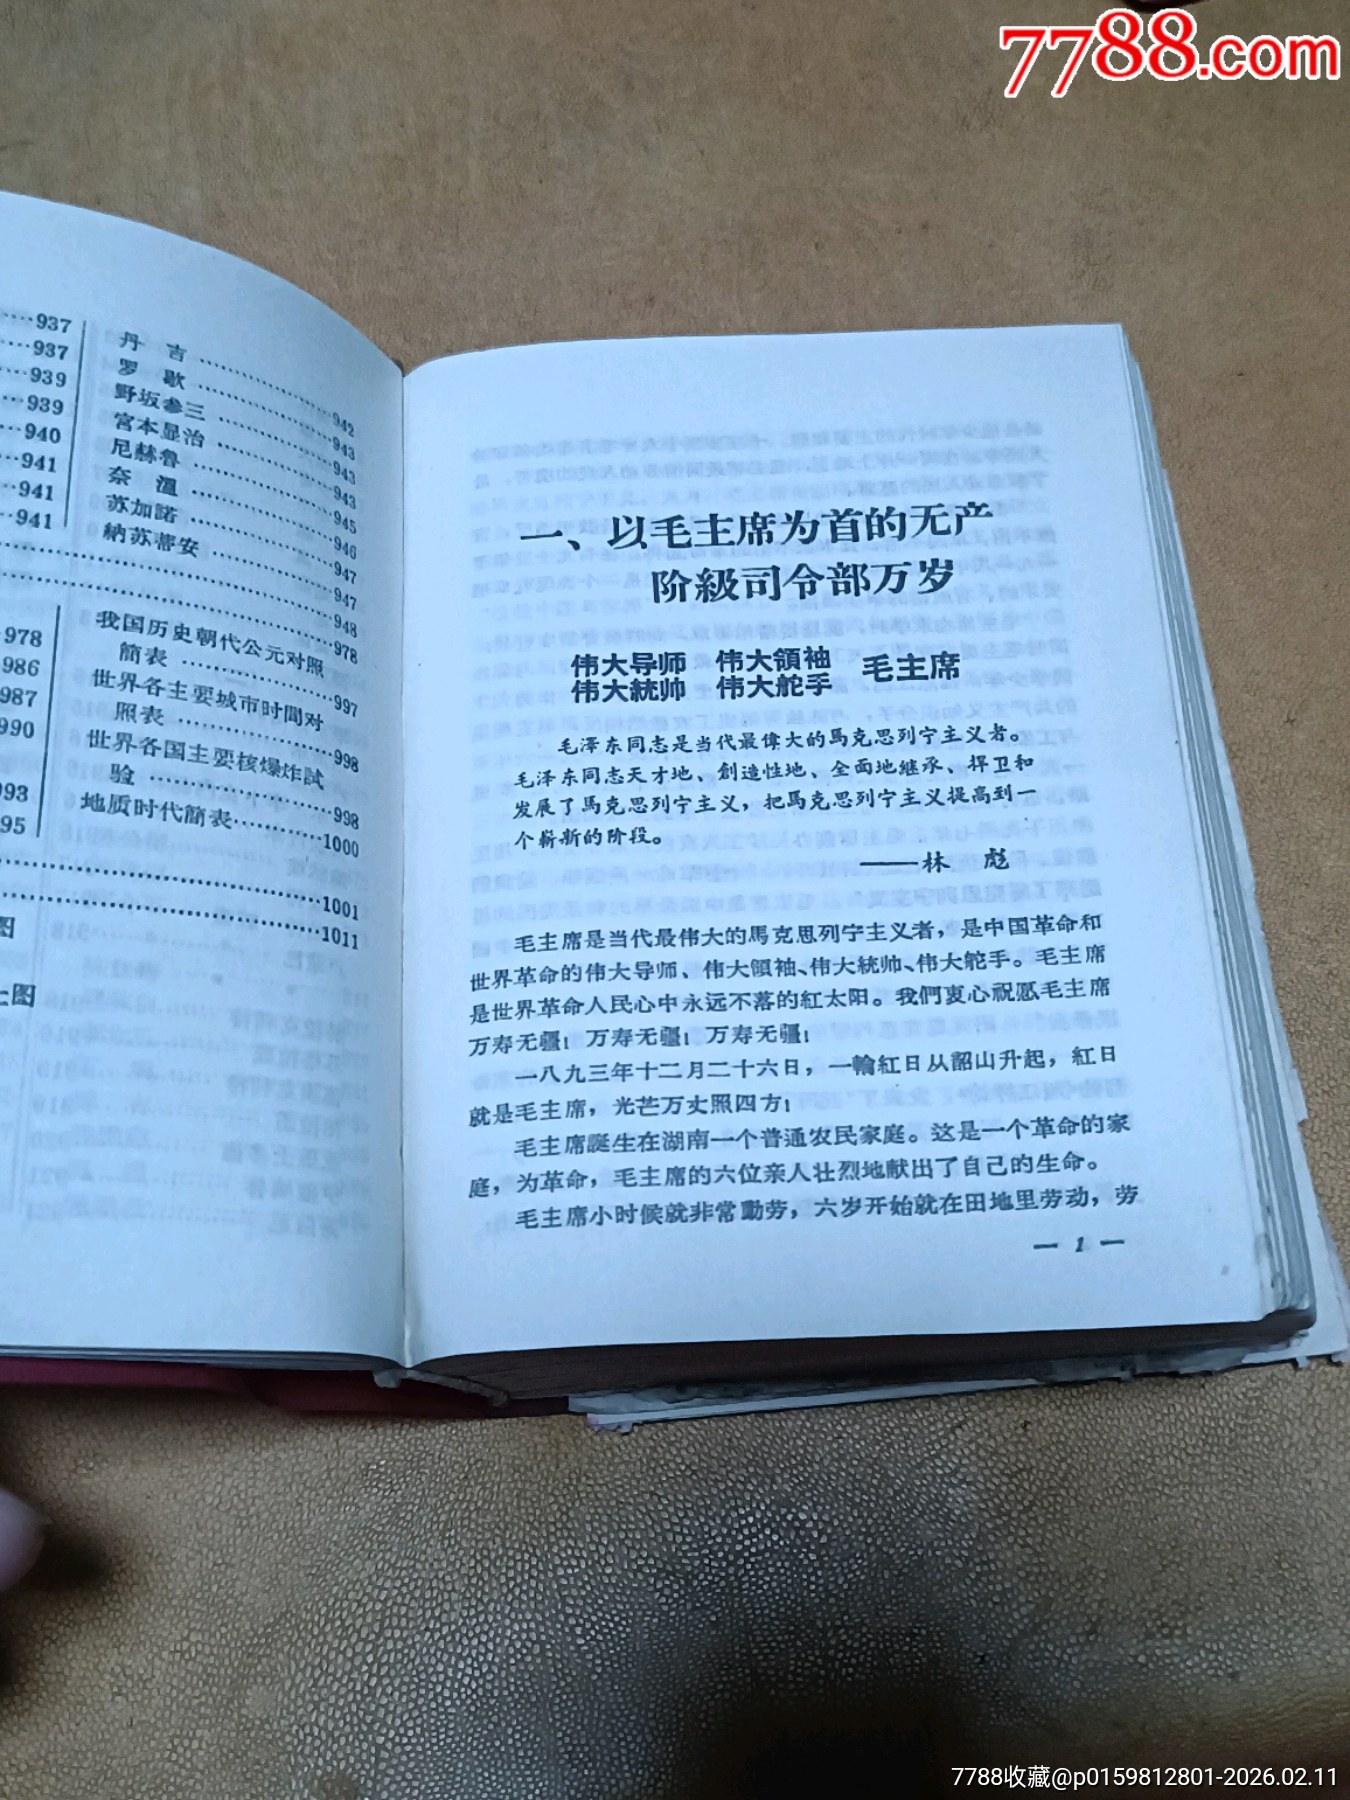 7788.com
……937
……937
……939
……939
……940
……941
……941
……941
978
986
987
990
993
995
图
上图
丹　吉……………942
罗　歇……………943
野坂参三……………943
宮本显治……………943
尼赫鲁……………945
奈　溫……………946
苏加諾……………947
納苏蒂安……………947
……………948
……………978
我国历史朝代公元对照
簡表……………997
世界各主要城市时間对
照表……………998
世界各国主要核爆炸試
验……………998
地质时代簡表…………1000
……………1001
……………1011
一、以毛主席为首的无产
阶級司令部万岁
伟大导师　伟大領袖　毛主席
伟大統帅　伟大舵手
毛泽东同志是当代最偉大的馬克思列宁主义者。
毛泽东同志天才地、創造性地、全面地继承、捍卫和
发展了馬克思列宁主义，把馬克思列宁主义提高到一
个崭新的阶段。
——林　彪
毛主席是当代最伟大的馬克思列宁主义者，是中国革命和
世界革命的伟大导师、伟大領袖、伟大統帅、伟大舵手。毛主席
是世界革命人民心中永远不落的紅太阳。我們衷心祝愿毛主席
万寿无疆！万寿无疆！万寿无疆！
一八九三年十二月二十六日，一輪紅日从韶山升起，紅日
就是毛主席，光芒万丈照四方！
毛主席誕生在湖南一个普通农民家庭。这是一个革命的家
庭，为革命，毛主席的六位亲人壮烈地献出了自己的生命。
毛主席小时候就非常勤劳，六岁开始就在田地里劳动，劳
— 1 —
7788收藏@p0159812801-2026.02.11